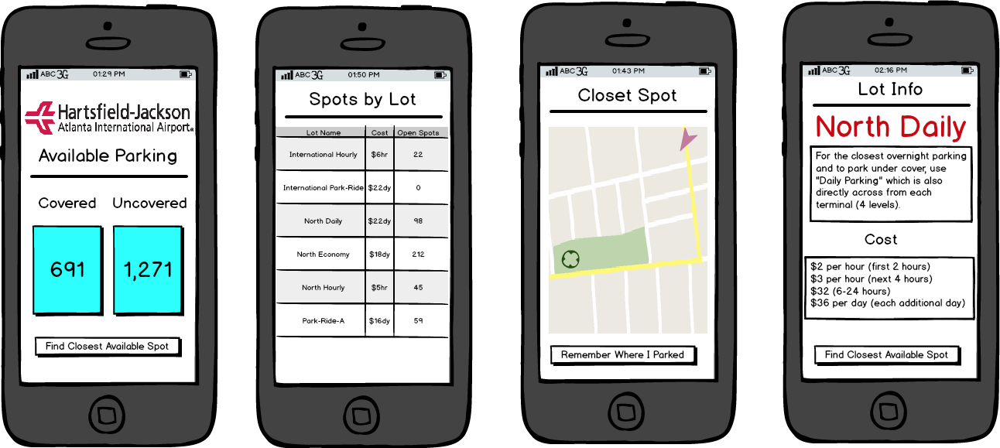 ABC 3G 01:29 PM
Hartsfield-Jackson
Atlanta International Airport®
Available Parking
Covered Uncovered
691 1,271
Find Closest Available Spot
ABC 3G 01:50 PM
Spots by Lot
Lot Name Cost Open Spots
International Hourly $6hr 22
International Park-Ride $22dy 0
North Daily $22dy 98
North Economy $18dy 212
North Hourly $5hr 45
Park-Ride-A $16dy 59
ABC 3G 01:43 PM
Closet Spot
Remember Where I Parked
ABC 3G 02:16 PM
Lot Info
North Daily
For the closest overnight parking
and to park under cover, use
"Daily Parking" which is also
directly across from each
terminal (4 levels).
Cost
$2 per hour (first 2 hours)
$3 per hour (next 4 hours)
$32 (6-24 hours)
$36 per day (each additional day)
Find Closest Available Spot